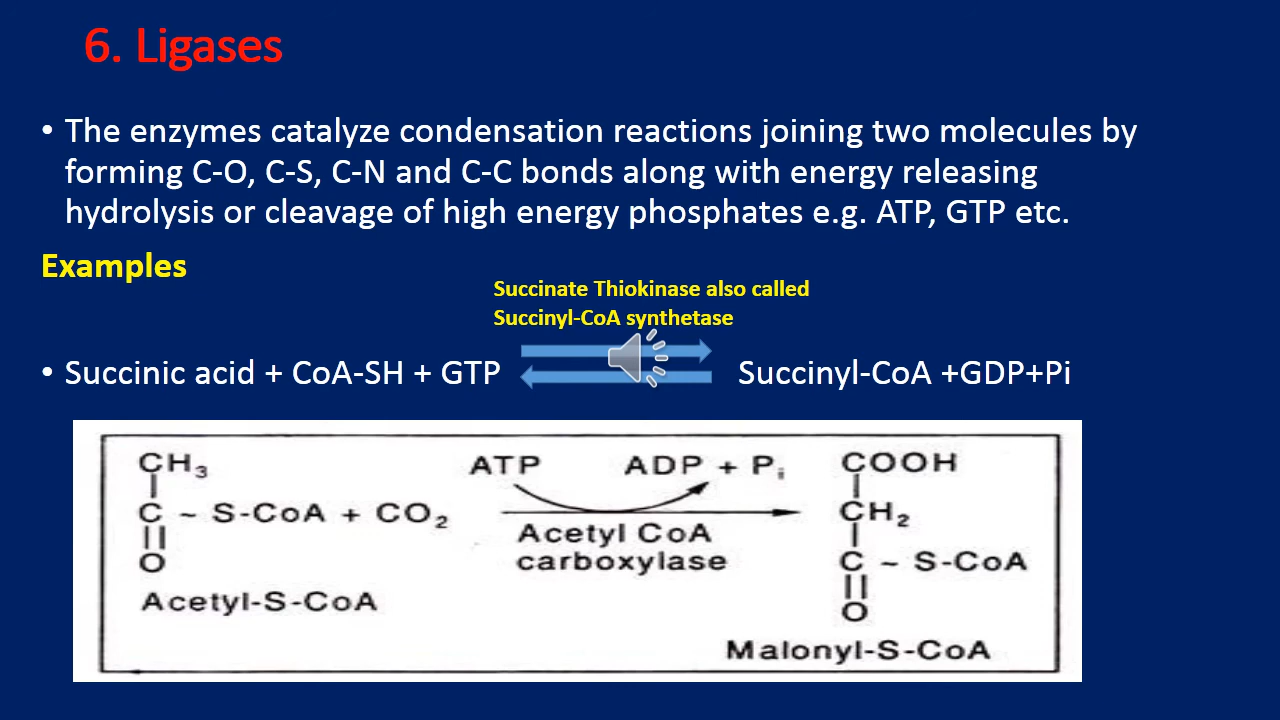 6. Ligases
• The enzymes catalyze condensation reactions joining two molecules by
forming C-O, C-S, C-N and C-C bonds along with energy releasing
hydrolysis or cleavage of high energy phosphates e.g. ATP, GTP etc.
Examples
Succinate Thiokinase also called
Succinyl-CoA synthetase
• Succinic acid + CoA-SH + GTP Succinyl-CoA +GDP+Pi
CH₃ ATP ADP + Pi COOH
C ~ S-CoA + CO₂ CH₂
Acetyl CoA
carboxylase
O C ~ S-CoA
Acetyl-S-CoA O
Malonyl-S-CoA